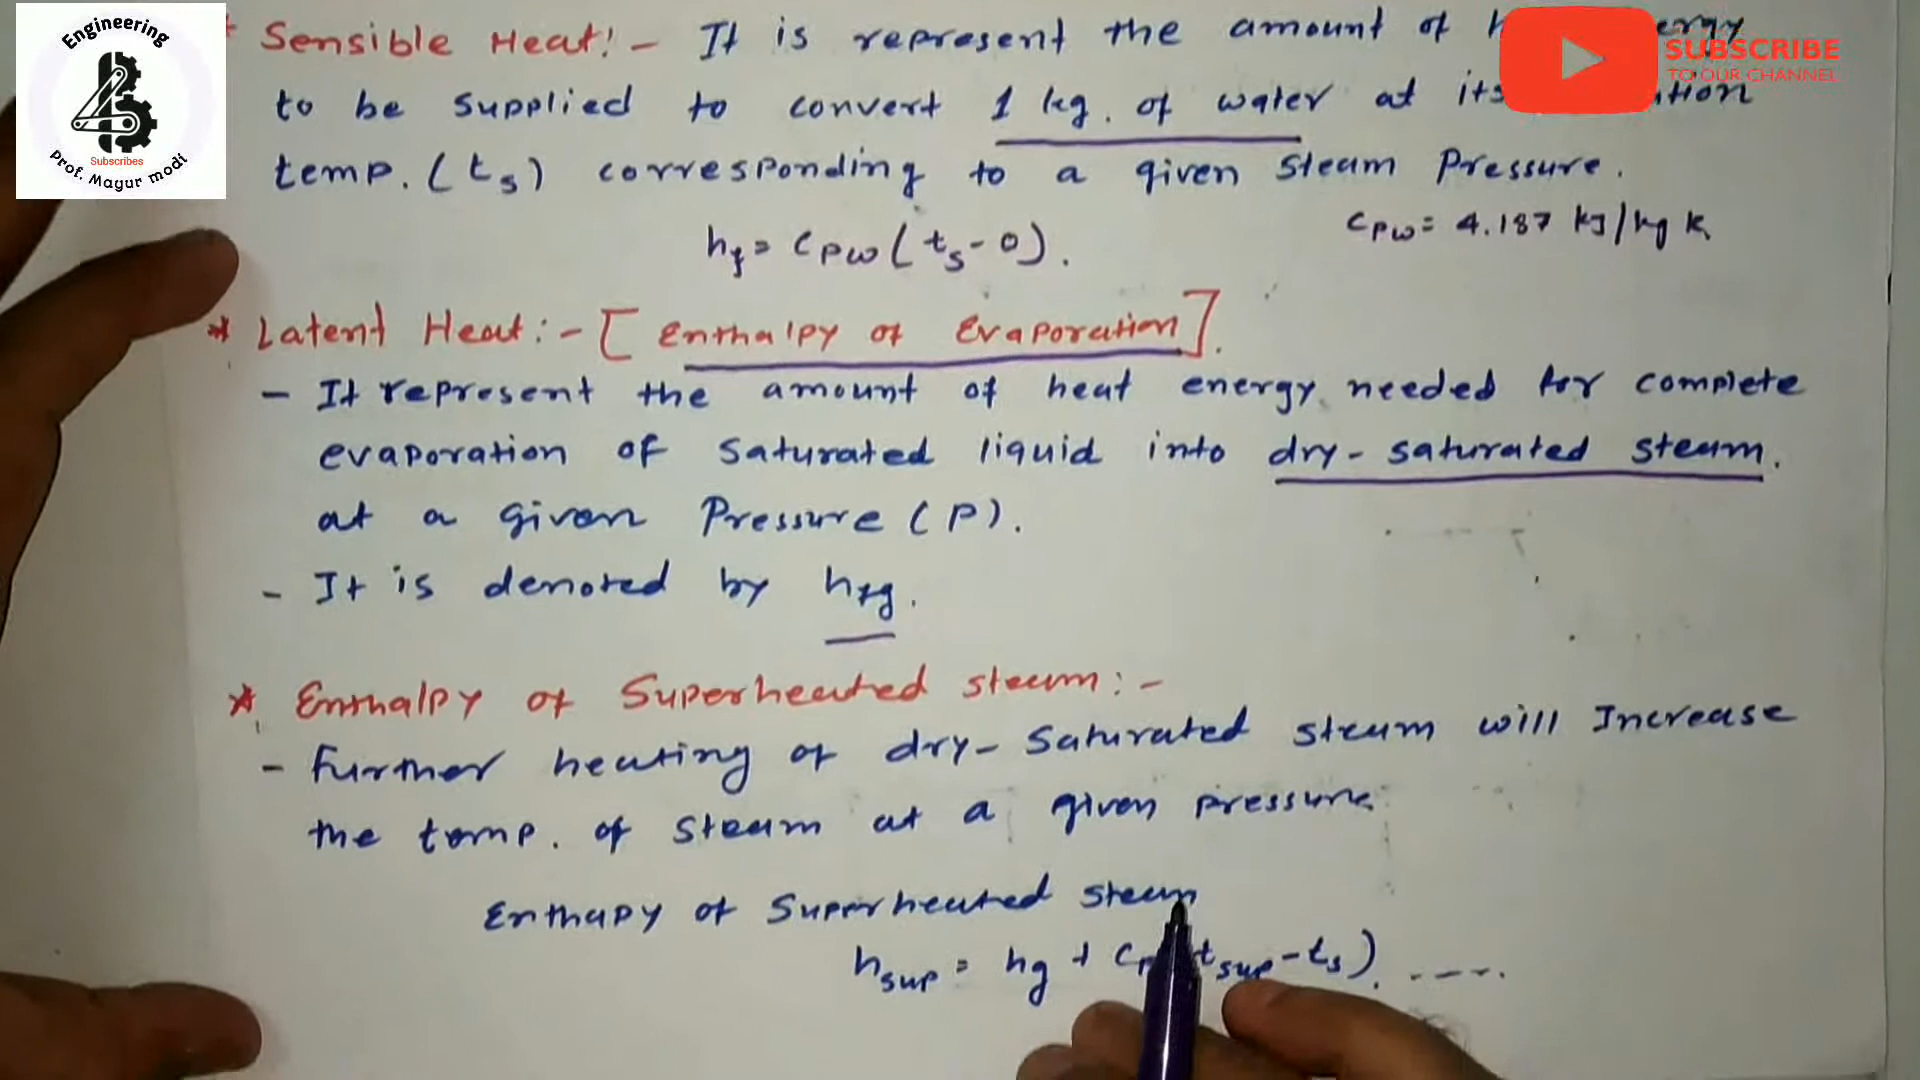 Engineering
Subscribes
Prof. Mayur modi
SUBSCRIBE
TO OUR CHANNEL
* Sensible Heat:- It is represent the amount of
to be supplied to convert 1 kg. of water at its
temp. (ts) corresponding to a given steam pressure.
Cpw = 4.187 kJ/kg K
hf = Cpw (ts - 0).
* Latent Heat:- [Enthalpy of Evaporation].
- It represent the amount of heat energy needed for complete
evaporation of saturated liquid into dry-saturated steam.
at a given Pressure (P).
- It is denoted by hfg.
* Enthalpy of Superheated steam:-
- Further heating of dry-saturated steam will Increase
the temp. of steam at a given pressure.
Enthapy of Superheated steam
hsup = hg + Cp tsup - ts). ----.